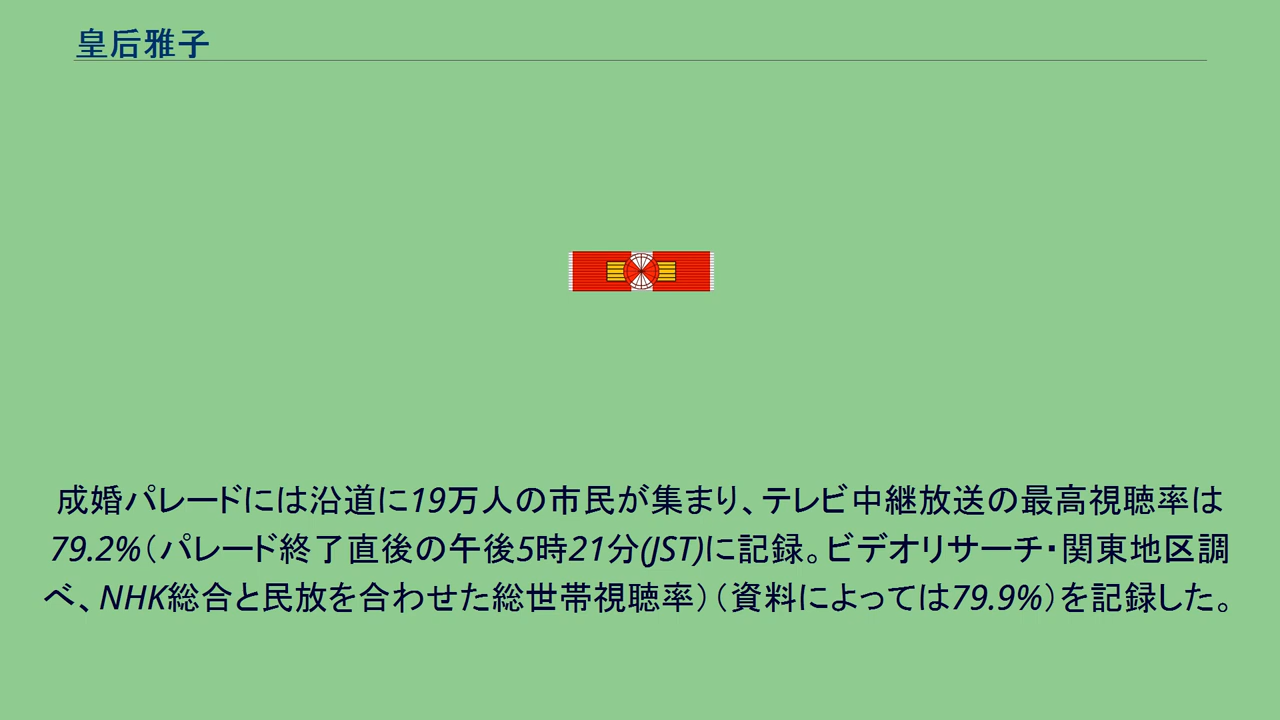 皇后雅子
成婚パレードには沿道に19万人の市民が集まり、テレビ中継放送の最高視聴率は
79.2%（パレード終了直後の午後5時21分(JST)に記録。ビデオリサーチ・関東地区調
べ、NHK総合と民放を合わせた総世帯視聴率）（資料によっては79.9%）を記録した。